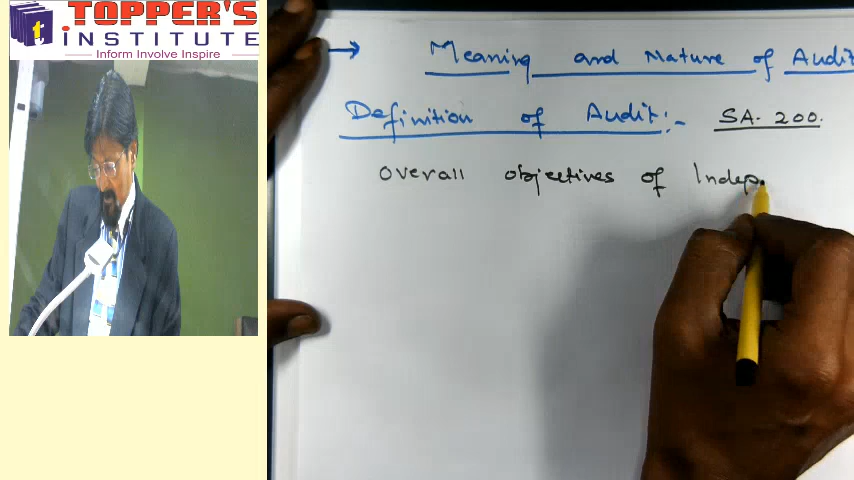 TOPPER'S
iNSTITUTE
Inform Involve Inspire
→ Meaning and Nature of Audit
Definition of Audit:- SA. 200.
Overall objectives of Indep